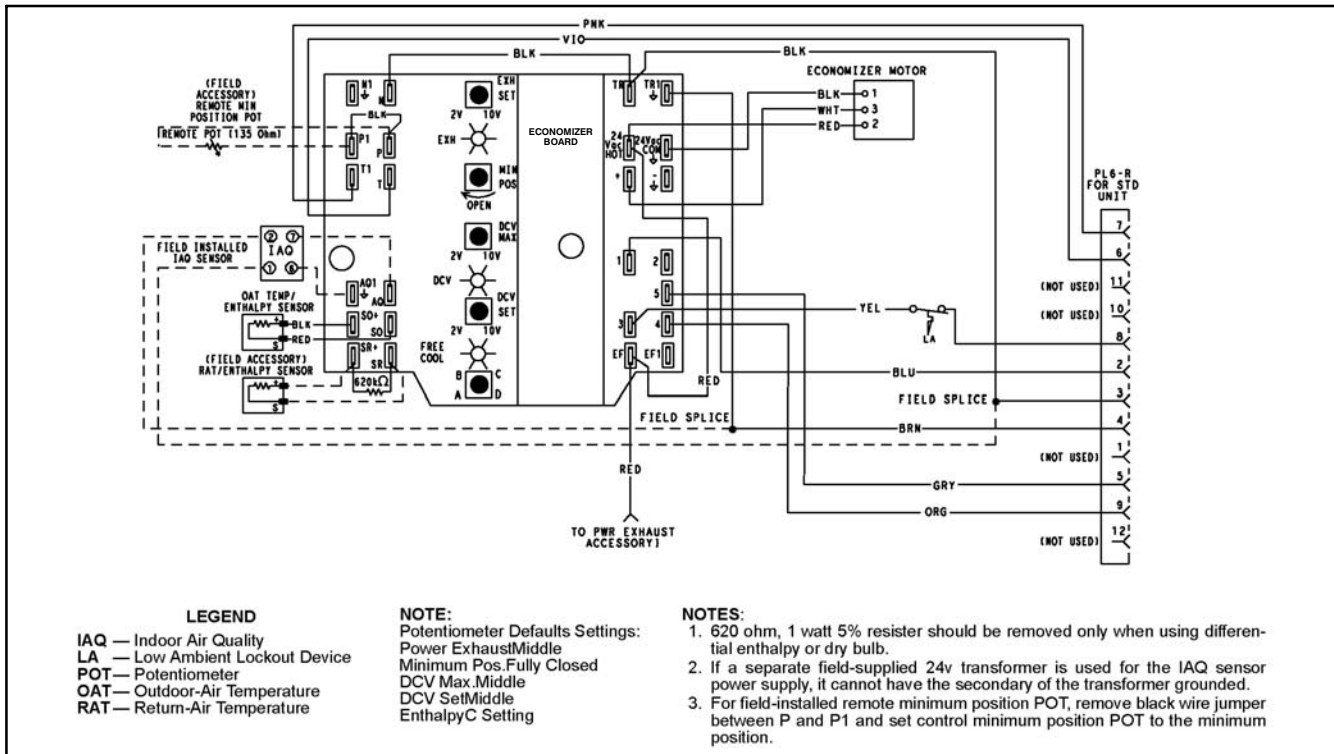 PNK
VIO
BLK
(FIELD
ACCESSORY)
REMOTE MIN
POSITION POT
REMOTE POT (135 Ohm)
N1
N
BLK
P1
P
T1
T
EXH
SET
2V 10V
EXH
MIN
POS
OPEN
DCV
MAX
2V 10V
DCV
DCV
SET
2V 10V
FREE
COOL
B C
A D
ECONOMIZER
BOARD
TR
TR1
24
Vac
HOT
24Vac
COM
+
-
1
2
5
3
4
EF
EF1
BLK
ECONOMIZER MOTOR
BLK 1
WHT 3
RED 2
FIELD INSTALLED
IAQ SENSOR
2 7
IAQ
1 6
AQ1
AQ
OAT TEMP/
ENTHALPY SENSOR
+
S
BLK
RED
SO+
SO
(FIELD ACCESSORY)
RAT/ENTHALPY SENSOR
+
S
SR+
SR
620kΩ
PL6-R
FOR STD
UNIT
7
6
(NOT USED) 11
(NOT USED) 10
YEL
LA
8
BLU
2
RED
FIELD SPLICE
3
FIELD SPLICE
BRN
4
(NOT USED) 1
GRY
5
ORG
9
(NOT USED) 12
RED
TO PWR EXHAUST
ACCESSORY)
LEGEND
IAQ — Indoor Air Quality
LA — Low Ambient Lockout Device
POT — Potentiometer
OAT — Outdoor-Air Temperature
RAT — Return-Air Temperature
NOTE:
Potentiometer Defaults Settings:
Power ExhaustMiddle
Minimum Pos.Fully Closed
DCV Max.Middle
DCV SetMiddle
EnthalpyC Setting
NOTES:
1. 620 ohm, 1 watt 5% resister should be removed only when using differen-
tial enthalpy or dry bulb.
2. If a separate field-supplied 24v transformer is used for the IAQ sensor
power supply, it cannot have the secondary of the transformer grounded.
3. For field-installed remote minimum position POT, remove black wire jumper
between P and P1 and set control minimum position POT to the minimum
position.